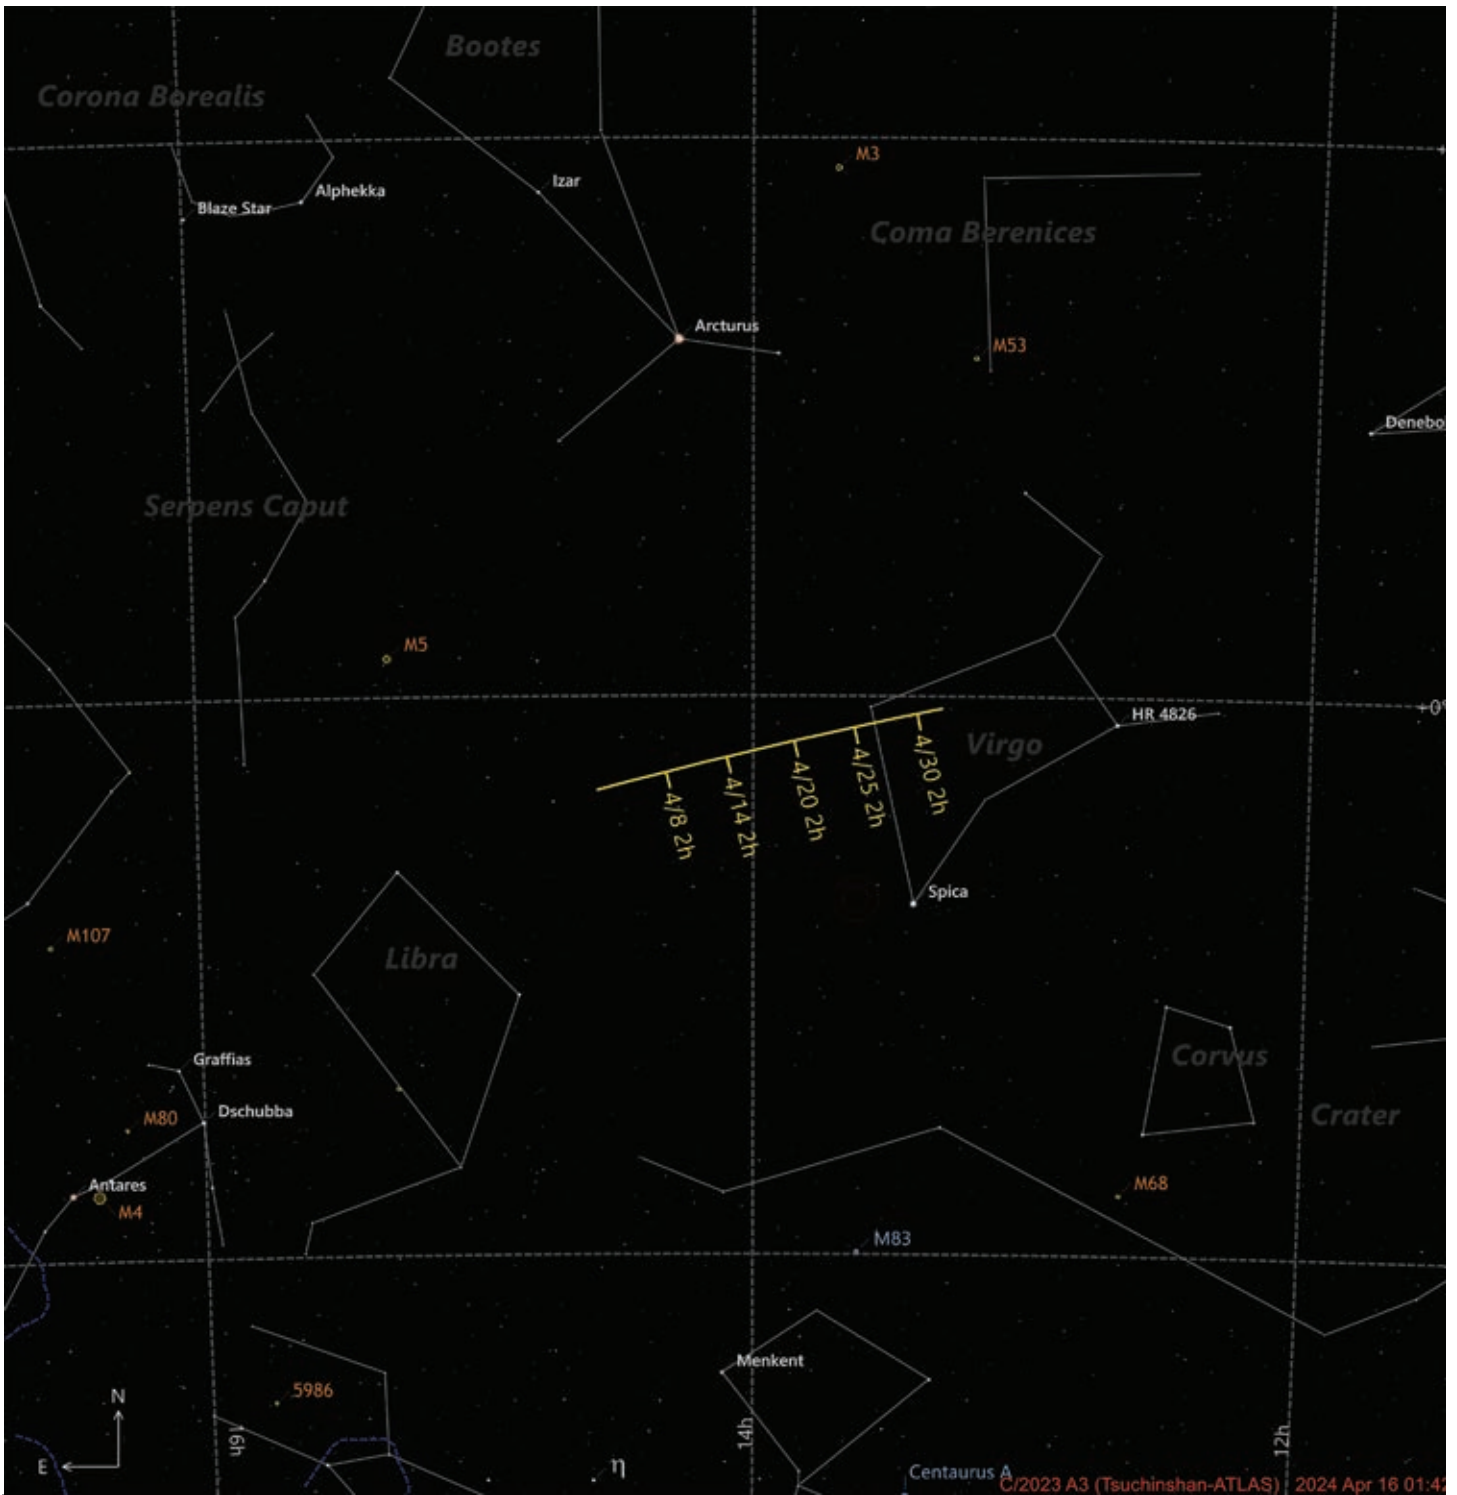 Bootes
Corona Borealis
M3
Izar
Alphekka
Blaze Star
Coma Berenices
Arcturus
M53
Denebo
Serpens Caput
M5
+0°
HR 4826
Virgo
4/8 2h
4/14 2h
4/20 2h
4/25 2h
4/30 2h
Spica
M107
Libra
Graffias
Corvus
Dschubba
M80
Crater
Antares
M4
M68
M83
Menkent
5986
N
E
16h
14h
12h
η
Centaurus A
C/2023 A3 (Tsuchinshan-ATLAS) 2024 Apr 16 01:42